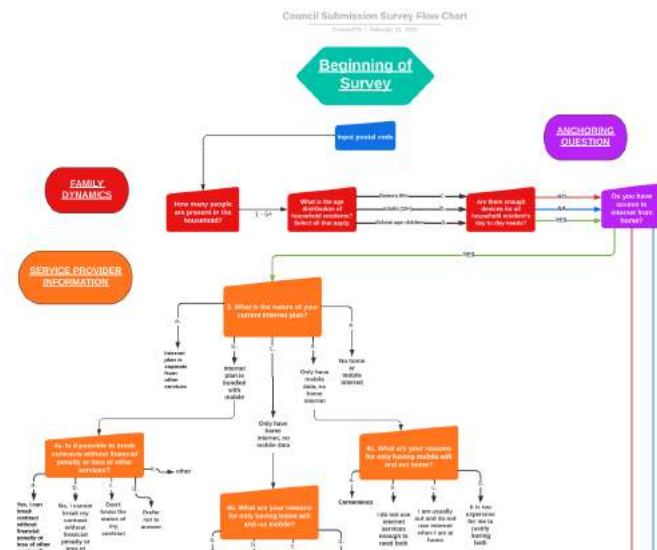 Council Submission Survey Flow Chart
Beginning of
Survey
Input postal code
ANCHORING
QUESTION
FAMILY
DYNAMICS
How many people
are present in the
household?
1 - 5+
What is the age
distribution of
household residents?
Select all that apply
School age children
Are there enough
devices for all
household resident's
day to day needs?
NO
NA
YES
Do you have
access to
internet from
home?
YES
SERVICE PROVIDER
INFORMATION
3. What is the nature of your
current internet plan?
Internet
plan is
separate
from
other
services
Internet
plan is
bundled
with
mobile
Only have
home
internet, no
mobile data
Only have
mobile
data, no
home
internet
No home
or
mobile
internet
4a. Is it possible to break
contracts without financial
penalty or loss of other
services?
other
Yes, I can
break
contract
without
financial
penalty or
loss of other
No, I cannot
break my
contract
without
financial
penalty or
loss of
Don't
know the
status of
my
contract
Prefer
not to
answer
4b. What are your reasons
for only having home wifi
and no mobile?
4c. What are your reasons
for only having mobile wifi
and not home?
Convenience
I do not use
internet
services
enough to
need both
I am usually
out and do not
use internet
when I am at
home
It is too
expensive
for me to
justify
having
both